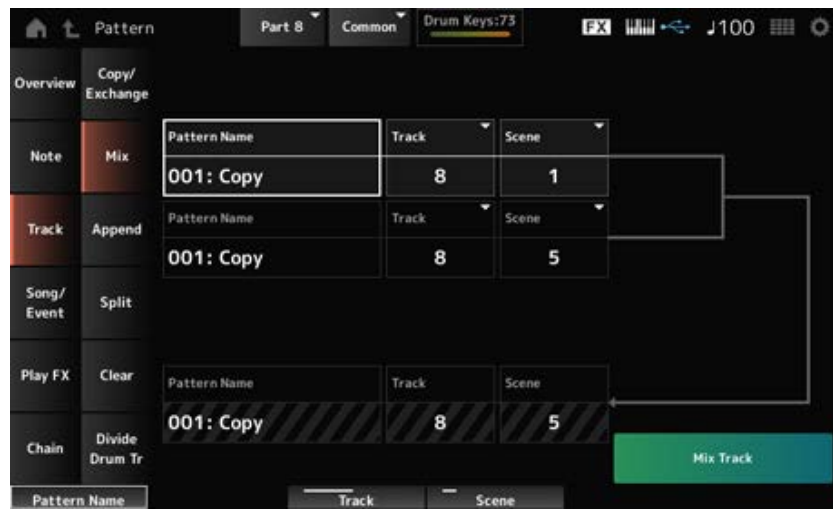 Pattern
Part 8
Common
Drum Keys:73
FX
♩100
Overview
Note
Track
Song/
Event
Play FX
Chain
Copy/
Exchange
Mix
Append
Split
Clear
Divide
Drum Tr
Pattern Name
Track
Scene
001: Copy
8
1
Pattern Name
Track
Scene
001: Copy
8
5
Pattern Name
Track
Scene
001: Copy
8
5
Mix Track
Pattern Name
Track
Scene